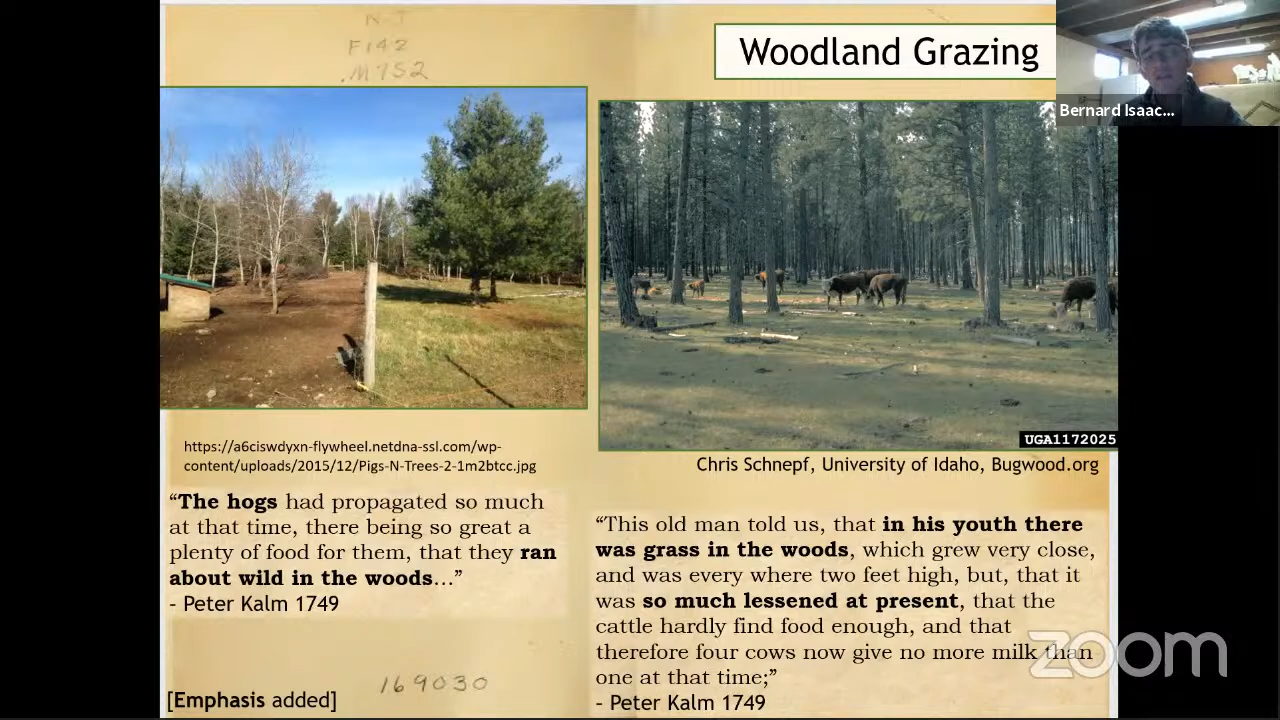 N-J
F142
.M752
Woodland Grazing
Bernard Isaac...
UGA1172025
https://a6ciswdyxn-flywheel.netdna-ssl.com/wp-
content/uploads/2015/12/Pigs-N-Trees-2-1m2btcc.jpg
Chris Schnepf, University of Idaho, Bugwood.org
“The hogs had propagated so much
at that time, there being so great a
plenty of food for them, that they ran
about wild in the woods…”
- Peter Kalm 1749
“This old man told us, that in his youth there
was grass in the woods, which grew very close,
and was every where two feet high, but, that it
was so much lessened at present, that the
cattle hardly find food enough, and that
therefore four cows now give no more milk than
one at that time;”
- Peter Kalm 1749
[Emphasis added]
169030
zoom